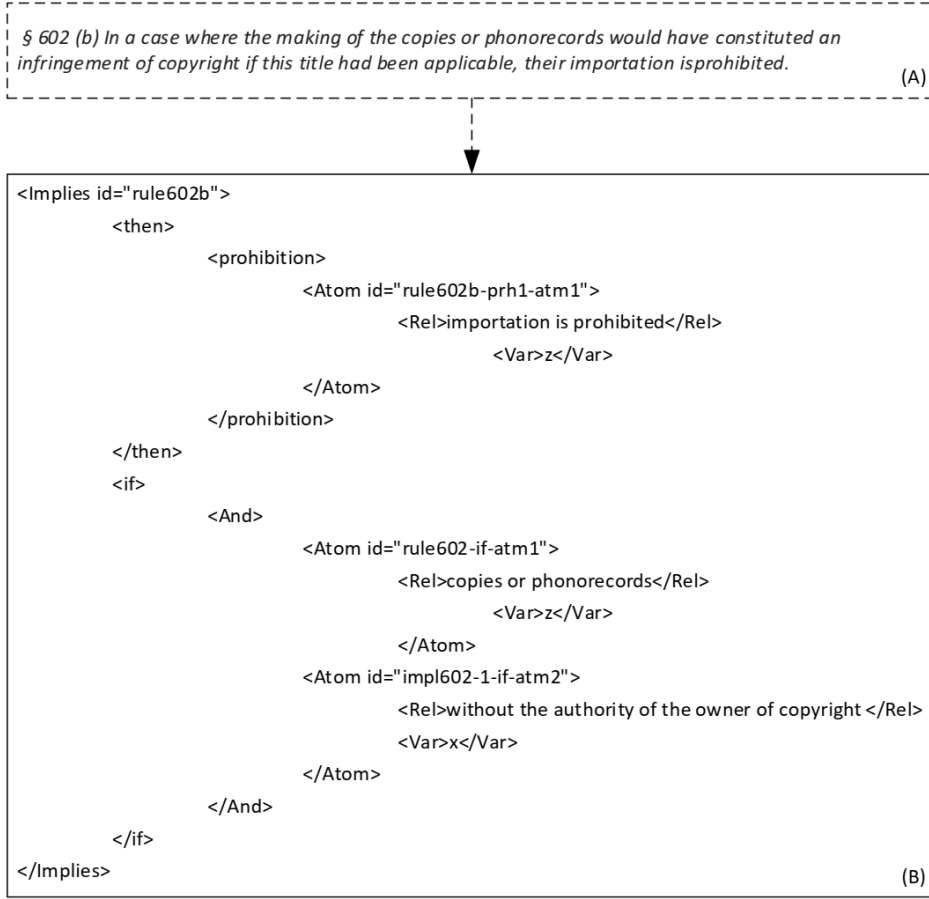 § 602 (b) In a case where the making of the copies or phonorecords would have constituted an
infringement of copyright if this title had been applicable, their importation isprohibited.
(A)
<Implies id="rule602b">
<then>
<prohibition>
<Atom id="rule602b-prh1-atm1">
<Rel>importation is prohibited</Rel>
<Var>z</Var>
</Atom>
</prohibition>
</then>
<if>
<And>
<Atom id="rule602-if-atm1">
<Rel>copies or phonorecords</Rel>
<Var>z</Var>
</Atom>
<Atom id="impl602-1-if-atm2">
<Rel>without the authority of the owner of copyright </Rel>
<Var>x</Var>
</Atom>
</And>
</if>
</Implies>
(B)